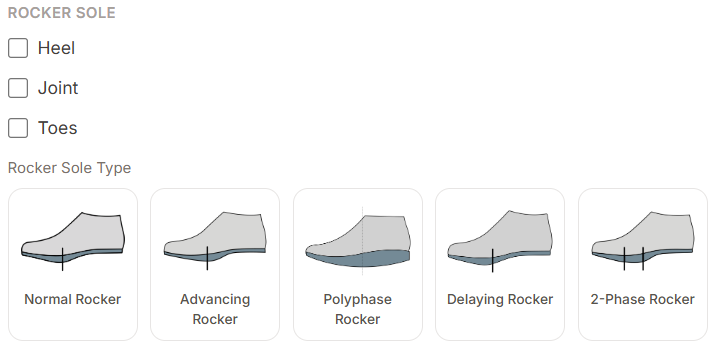 ROCKER SOLE
Heel
Joint
Toes
Rocker Sole Type
Normal Rocker
Advancing
Rocker
Polyphase
Rocker
Delaying Rocker
2-Phase Rocker